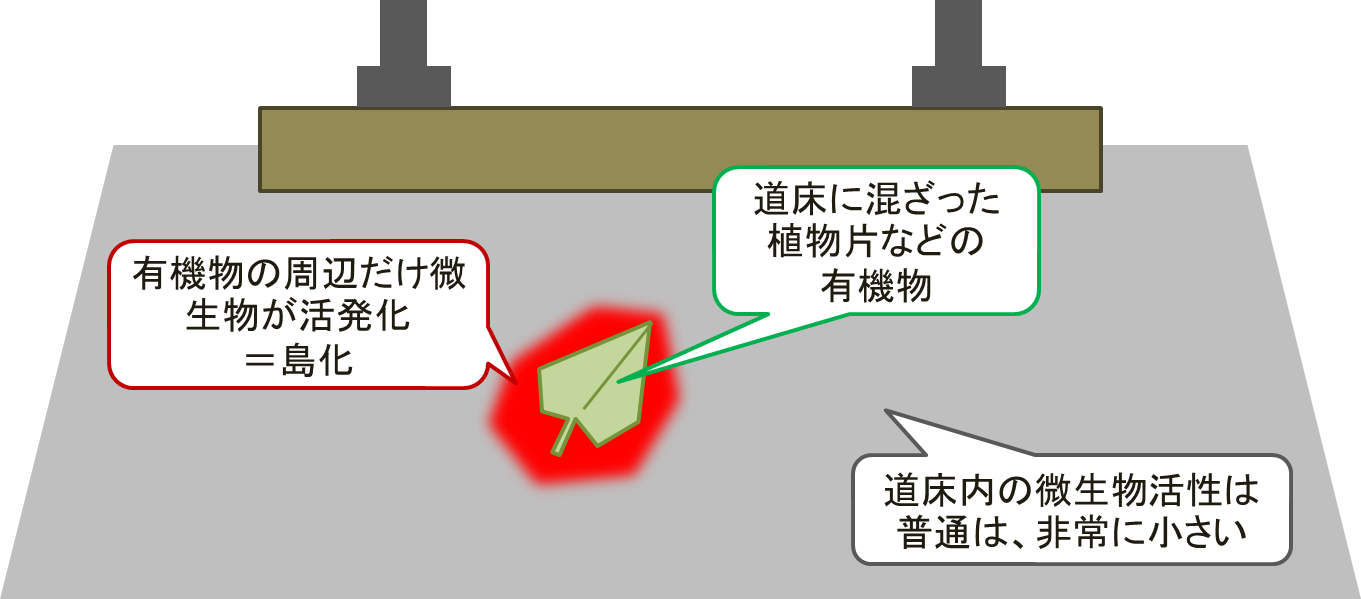 道床に混ざった
植物片などの
有機物
有機物の周辺だけ微
生物が活発化
＝島化
道床内の微生物活性は
普通は、非常に小さい